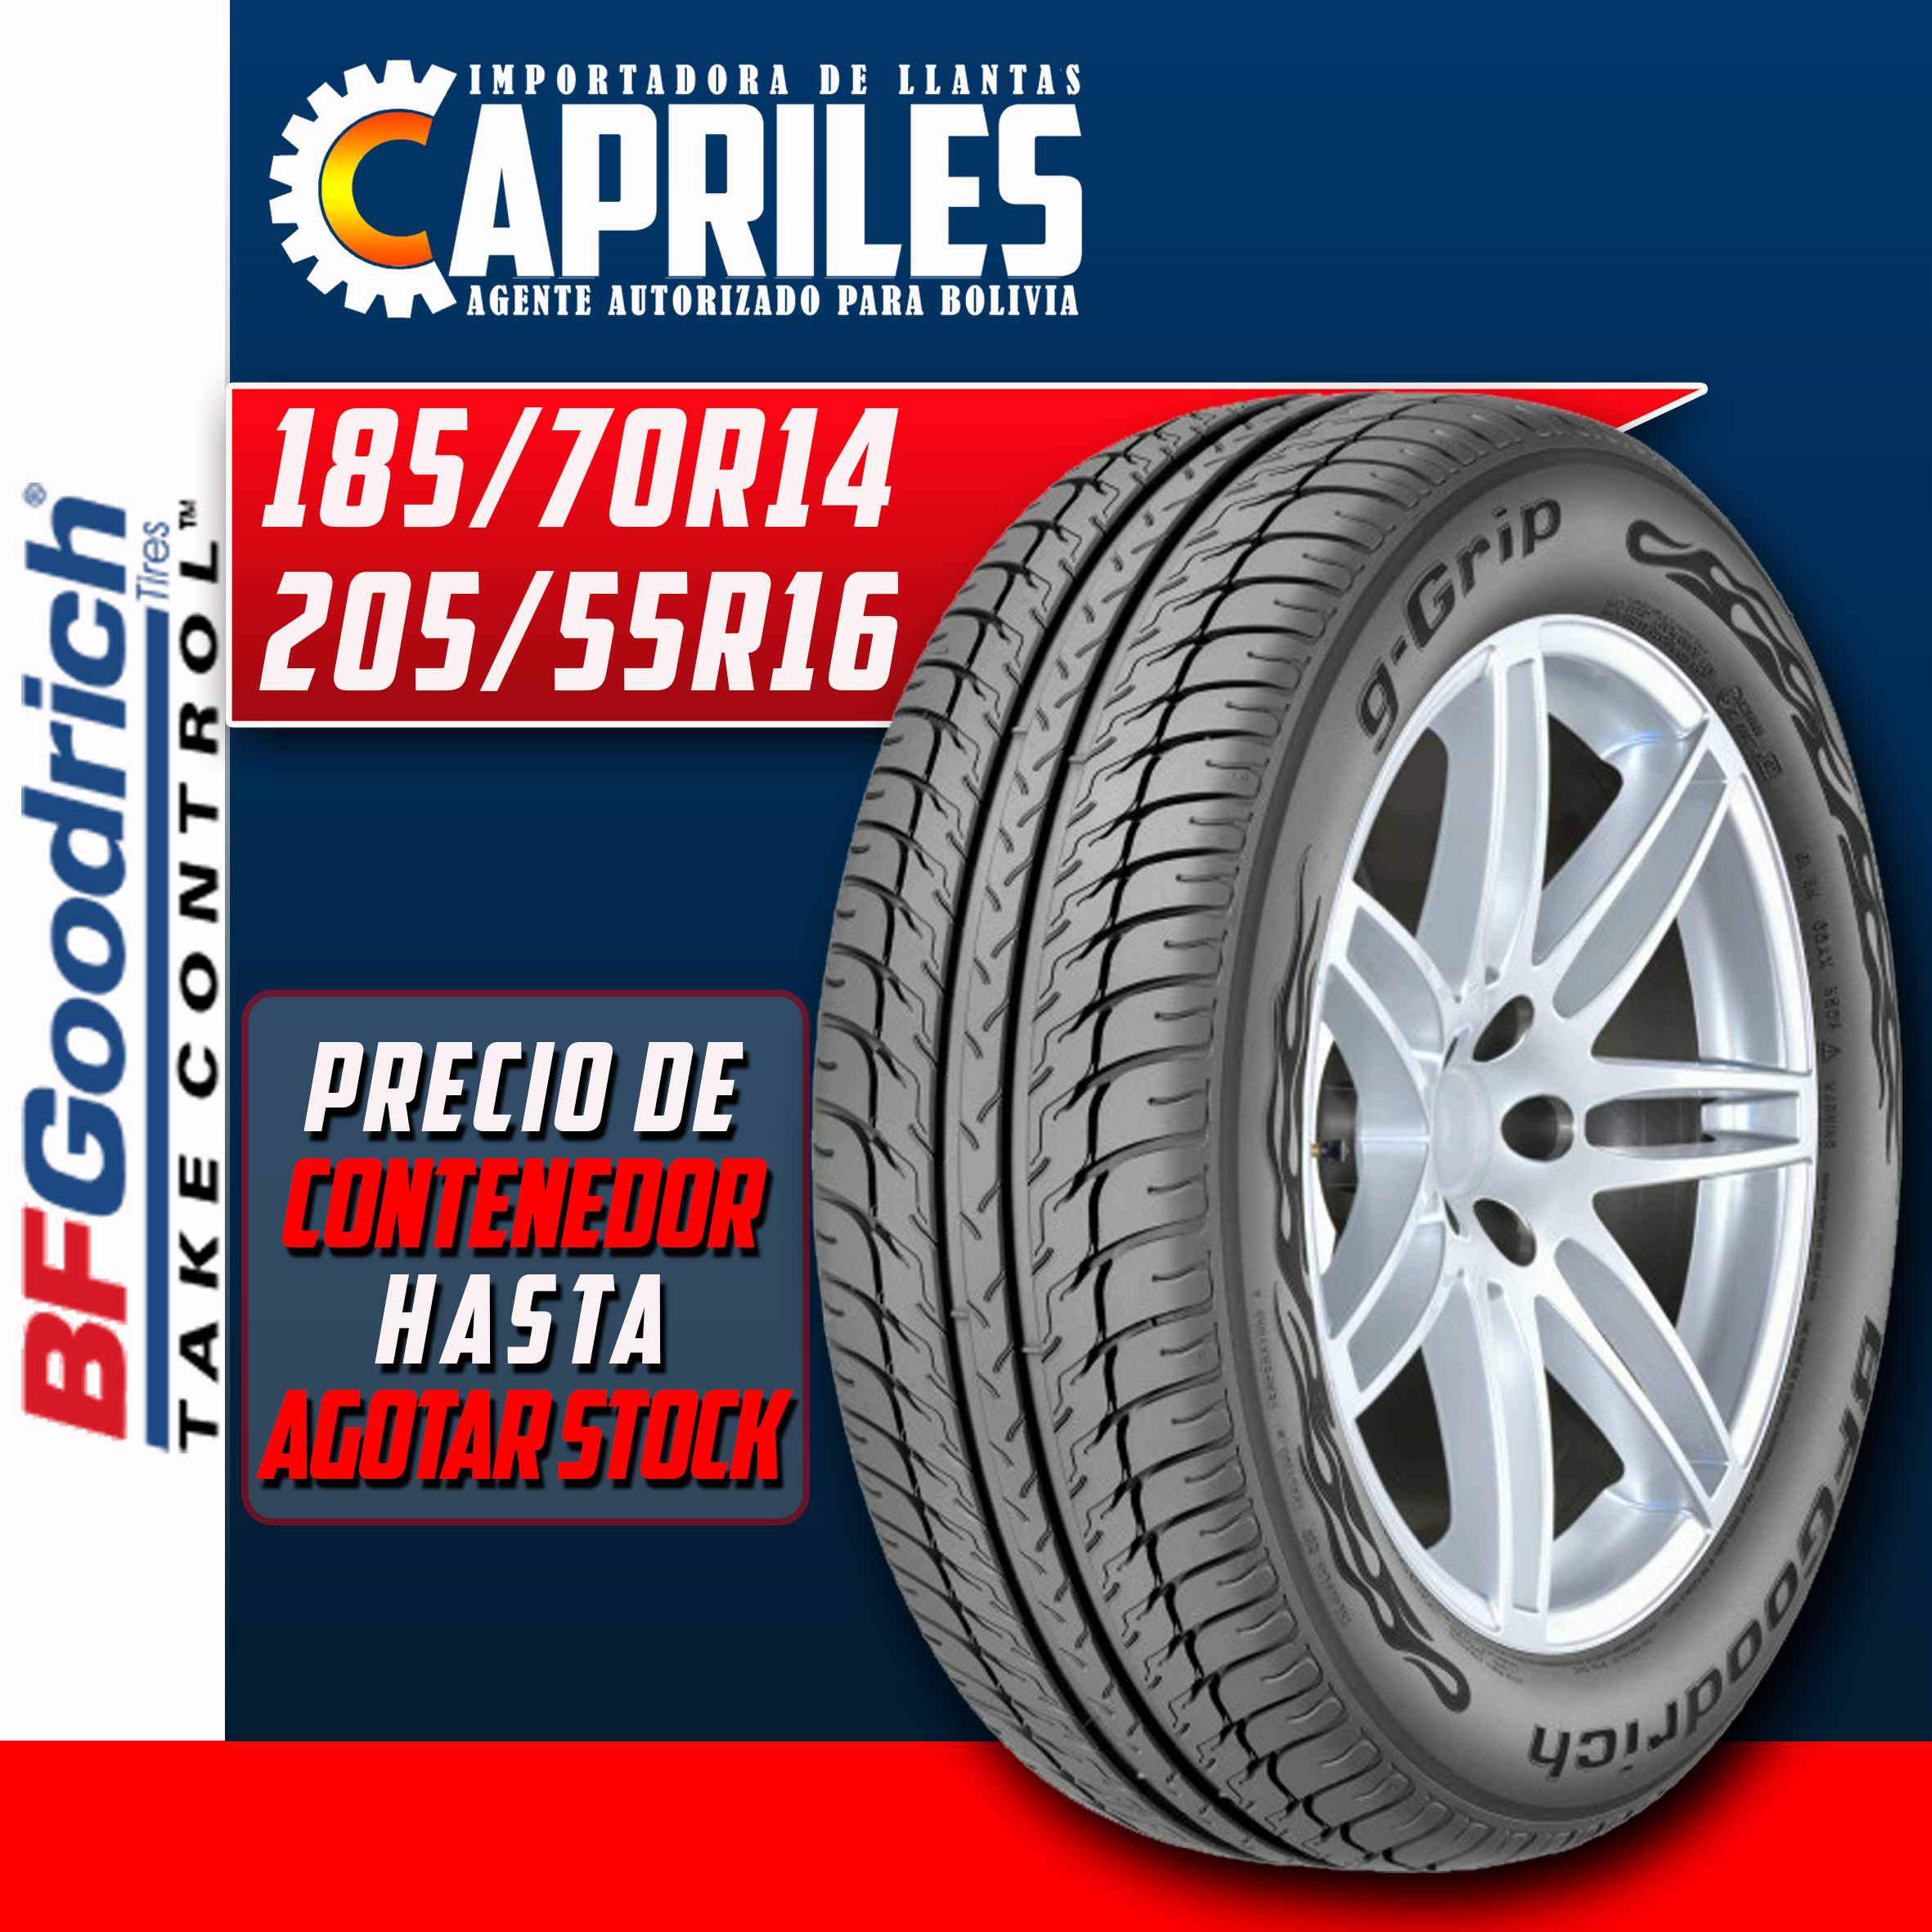 IMPORTADORA DE LLANTAS
CAPRILES
AGENTE AUTORIZADO PARA BOLIVIA
BFGoodrich®
Tires
TAKE CONTROL™
185/70R14
205/55R16
g-Grip
BFGoodrich
PRECIO DE
CONTENEDOR
HASTA
AGOTAR STOCK